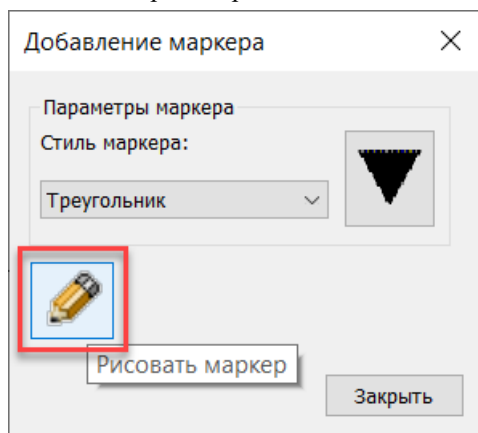 Добавление маркера
Параметры маркера
Стиль маркера:
Треугольник
Рисовать маркер
Закрыть